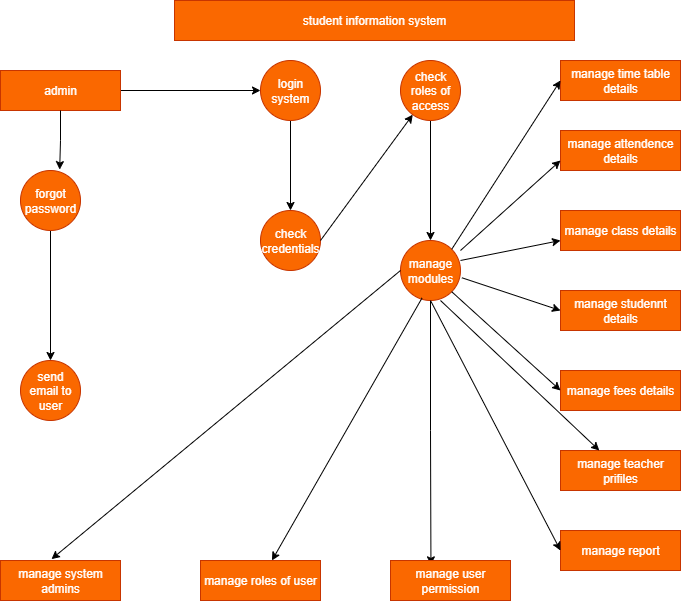 student information system
admin
login
system
check
roles of
access
manage time table
details
manage attendence
details
forgot
password
check
credentials
manage class details
manage
modules
manage studennt
details
send
email to
user
manage fees details
manage teacher
prifiles
manage report
manage system
admins
manage roles of user
manage user
permission